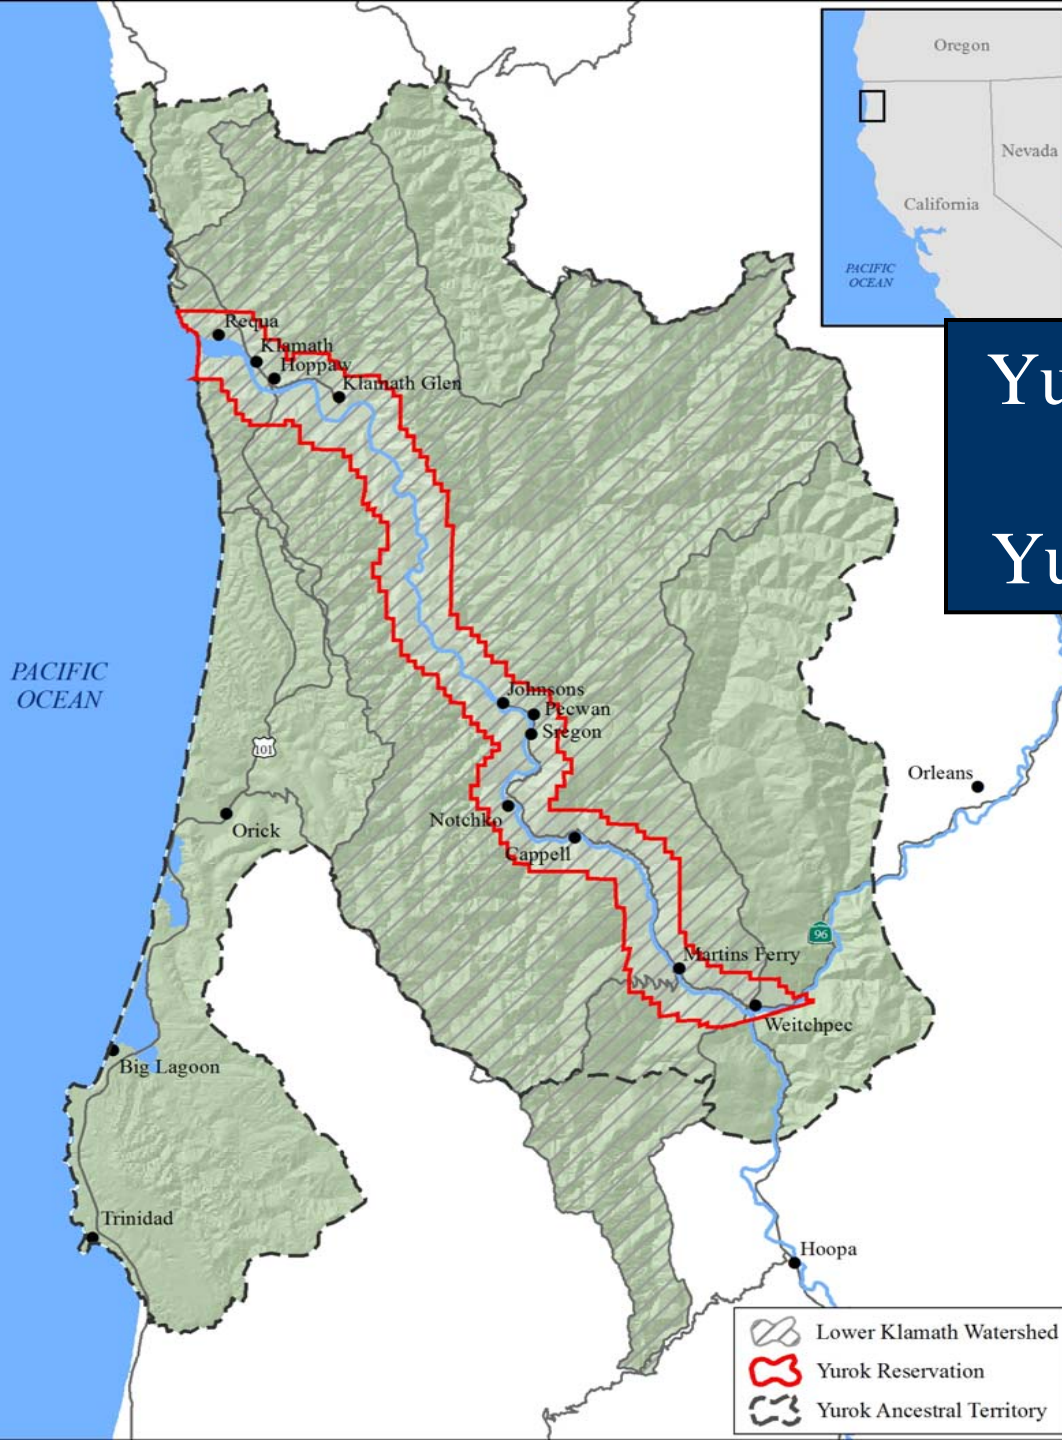 Oregon
Nevada
California
PACIFIC
OCEAN
Yu
Yu
Requa
Klamath
Hoppaw
Klamath Glen
PACIFIC
OCEAN
Johnsons
Pecwan
Sregon
101
Orleans
Notchko
Orick
Cappell
96
Martins Ferry
Weitchpec
Big Lagoon
Trinidad
Hoopa
Lower Klamath Watershed
Yurok Reservation
Yurok Ancestral Territory